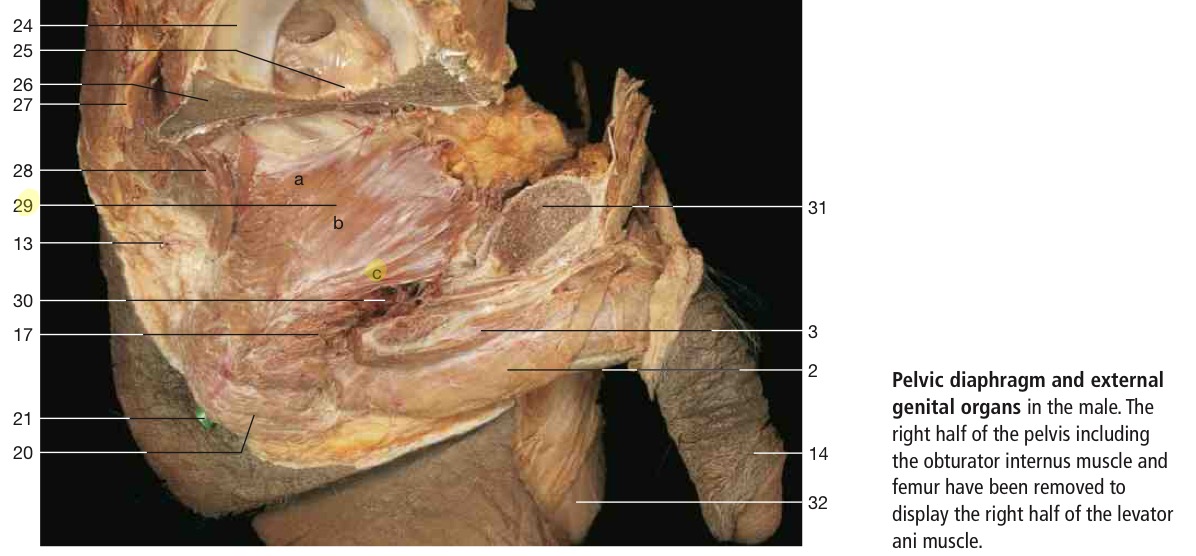 24
25
26
27
28
a
29
b
31
13
c
30
17
3
2
Pelvic diaphragm and external
genital organs in the male. The
right half of the pelvis including
the obturator internus muscle and
femur have been removed to
display the right half of the levator
ani muscle.
21
20
14
32